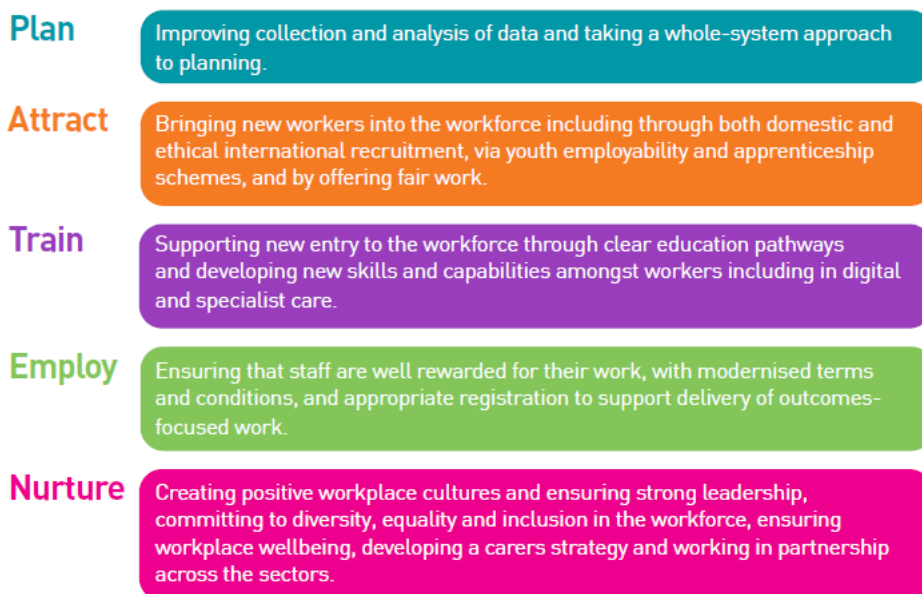 Plan
Improving collection and analysis of data and taking a whole-system approach
to planning.
Attract
Bringing new workers into the workforce including through both domestic and
ethical international recruitment, via youth employability and apprenticeship
schemes, and by offering fair work.
Train
Supporting new entry to the workforce through clear education pathways
and developing new skills and capabilities amongst workers including in digital
and specialist care.
Employ
Ensuring that staff are well rewarded for their work, with modernised terms
and conditions, and appropriate registration to support delivery of outcomes-
focused work.
Nurture
Creating positive workplace cultures and ensuring strong leadership,
committing to diversity, equality and inclusion in the workforce, ensuring
workplace wellbeing, developing a carers strategy and working in partnership
across the sectors.